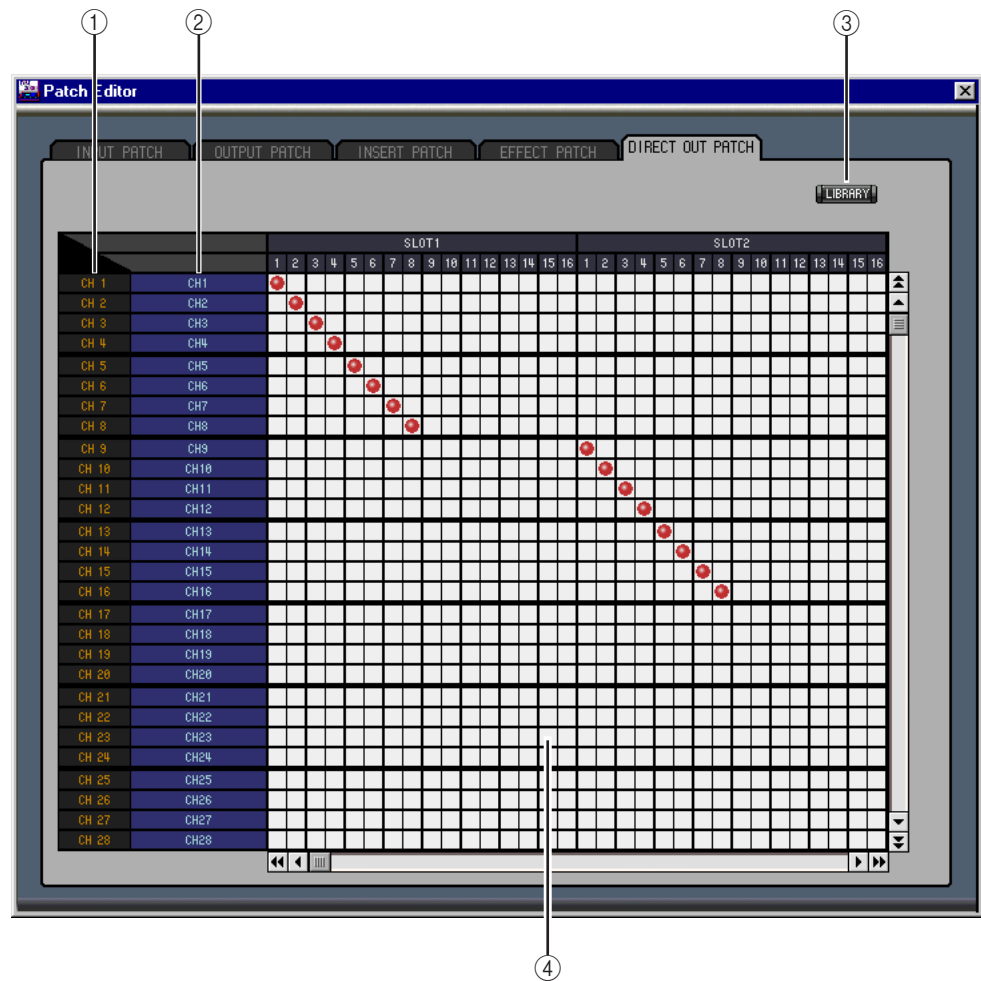 ① ② ③
Patch Editor
INPUT PATCH OUTPUT PATCH INSERT PATCH EFFECT PATCH DIRECT OUT PATCH
LIBRARY
SLOT1 SLOT2
1 2 3 4 5 6 7 8 9 10 11 12 13 14 15 16 1 2 3 4 5 6 7 8 9 10 11 12 13 14 15 16
CH 1 CH1
CH 2 CH2
CH 3 CH3
CH 4 CH4
CH 5 CH5
CH 6 CH6
CH 7 CH7
CH 8 CH8
CH 9 CH9
CH 10 CH10
CH 11 CH11
CH 12 CH12
CH 13 CH13
CH 14 CH14
CH 15 CH15
CH 16 CH16
CH 17 CH17
CH 18 CH18
CH 19 CH19
CH 20 CH20
CH 21 CH21
CH 22 CH22
CH 23 CH23
CH 24 CH24
CH 25 CH25
CH 26 CH26
CH 27 CH27
CH 28 CH28
④